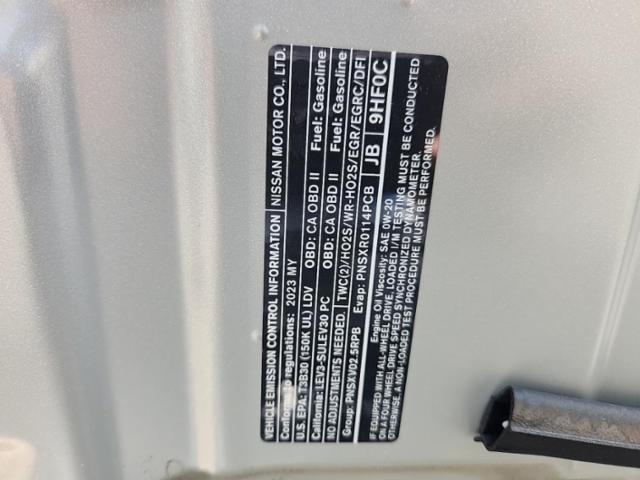 VEHICLE EMISSION CONTROL INFORMATION NISSAN MOTOR CO., LTD.
Conforms to regulations: 2023 MY
U.S. EPA: T3B30 (150K UL) LDV OBD: CA OBD II Fuel: Gasoline
California: LEV3-SULEV30 PC OBD: CA OBD II Fuel: Gasoline
NO ADJUSTMENTS NEEDED. TWC(2)/HO2S/WR-HO2S/EGR/EGRC/DFI
Group: PNSXV02.5RPB Evap: PNSXR0114PCB JB 9HF0C
Engine Oil Viscosity: SAE 0W-20
IF EQUIPPED WITH ALL-WHEEL DRIVE, LOADED I/M TESTING MUST BE CONDUCTED
ON A FOUR WHEEL DRIVE SPEED SYNCHRONIZED DYNAMOMETER.
OTHERWISE, A NON-LOADED TEST PROCEDURE MUST BE PERFORMED.